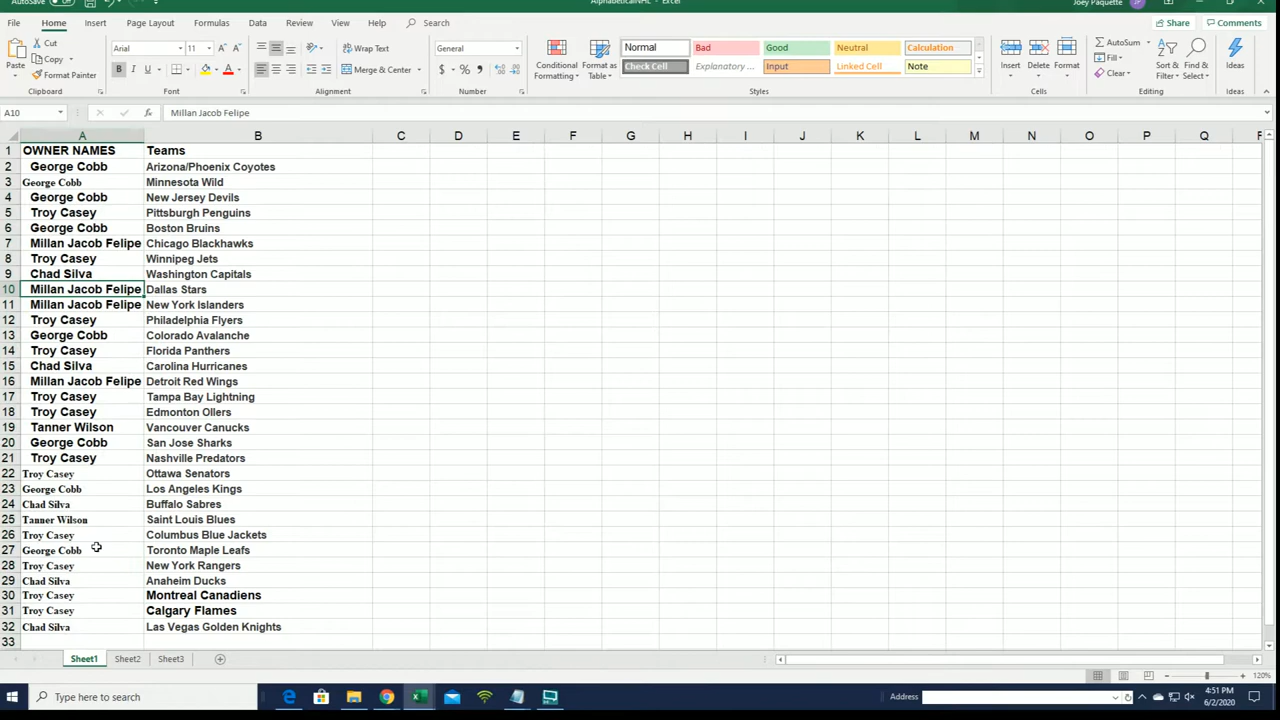 AutoSave Off AlphabeticalNHL - Excel Joey Paquette JP
File Home Insert Page Layout Formulas Data Review View Help Search Share Comments
Cut Arial 11 Wrap Text General Normal Bad Good Neutral Calculation AutoSum
Copy Fill
Paste Format Painter B I U Merge & Center $ % , Conditional Formatting Format as Table Check Cell Explanatory ... Input Linked Cell Note Insert Delete Format Clear Sort & Filter Find & Select Ideas
Clipboard Font Alignment Number Styles Cells Editing Ideas
A10 fx Millan Jacob Felipe
A B C D E F G H I J K L M N O P Q
1 OWNER NAMES Teams
2 George Cobb Arizona/Phoenix Coyotes
3 George Cobb Minnesota Wild
4 George Cobb New Jersey Devils
5 Troy Casey Pittsburgh Penguins
6 George Cobb Boston Bruins
7 Millan Jacob Felipe Chicago Blackhawks
8 Troy Casey Winnipeg Jets
9 Chad Silva Washington Capitals
10 Millan Jacob Felipe Dallas Stars
11 Millan Jacob Felipe New York Islanders
12 Troy Casey Philadelphia Flyers
13 George Cobb Colorado Avalanche
14 Troy Casey Florida Panthers
15 Chad Silva Carolina Hurricanes
16 Millan Jacob Felipe Detroit Red Wings
17 Troy Casey Tampa Bay Lightning
18 Troy Casey Edmonton Ollers
19 Tanner Wilson Vancouver Canucks
20 George Cobb San Jose Sharks
21 Troy Casey Nashville Predators
22 Troy Casey Ottawa Senators
23 George Cobb Los Angeles Kings
24 Chad Silva Buffalo Sabres
25 Tanner Wilson Saint Louis Blues
26 Troy Casey Columbus Blue Jackets
27 George Cobb Toronto Maple Leafs
28 Troy Casey New York Rangers
29 Chad Silva Anaheim Ducks
30 Troy Casey Montreal Canadiens
31 Troy Casey Calgary Flames
32 Chad Silva Las Vegas Golden Knights
33
Sheet1 Sheet2 Sheet3
120%
Type here to search Address 4:51 PM
6/2/2020